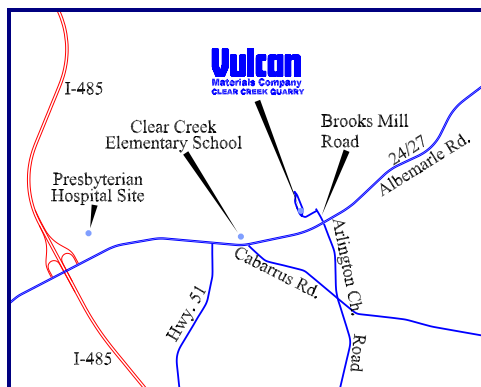 Vulcan
Materials Company
CLEAR CREEK QUARRY
I-485
Clear Creek
Elementary School
Brooks Mill
Road
24/27
Albemarle Rd.
Presbyterian
Hospital Site
Arlington Ch.
Road
Cabarrus Rd.
Hwy. 51
I-485